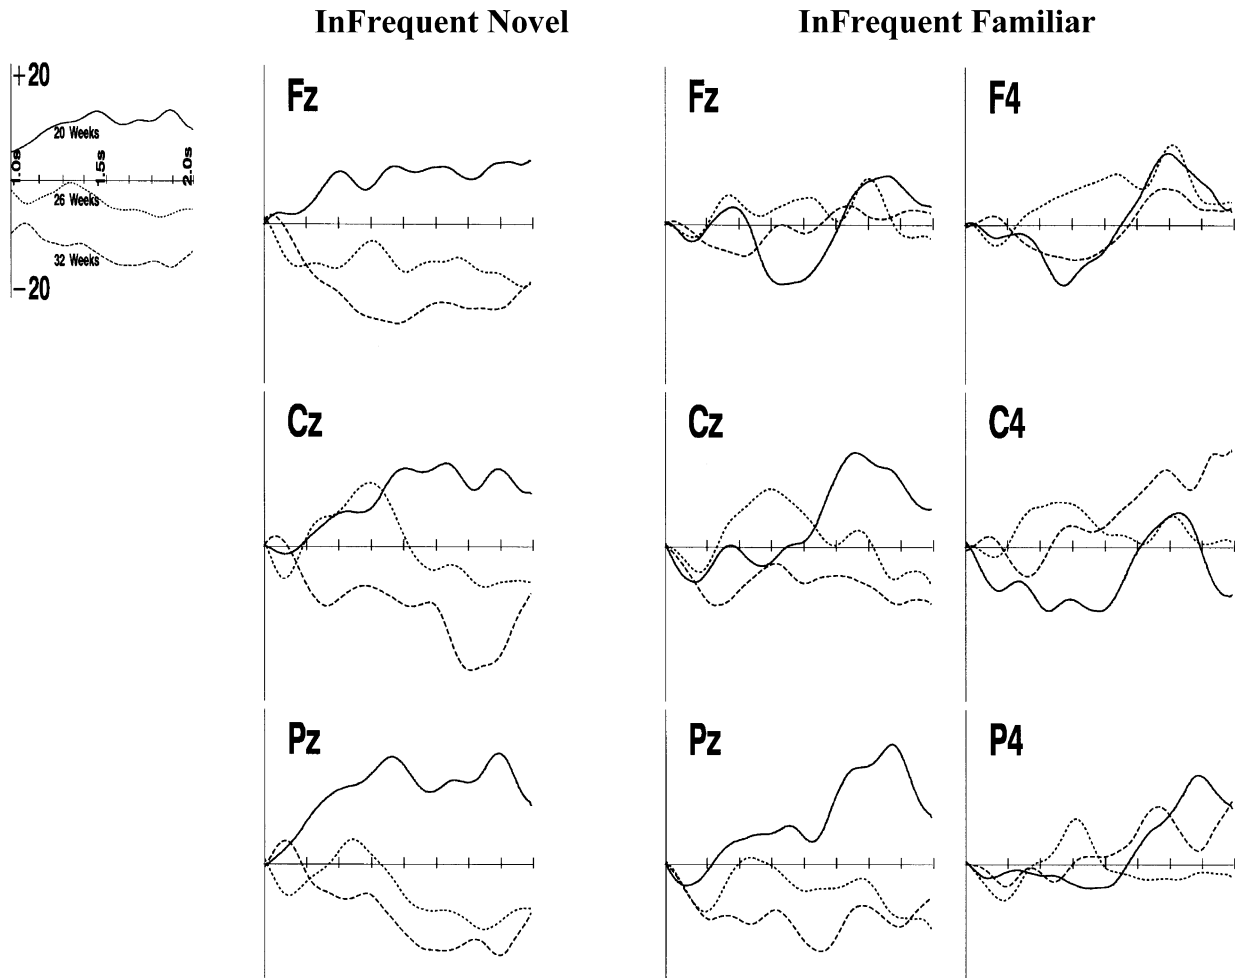 InFrequent Novel
InFrequent Familiar
+20
20 Weeks
1.0s
1.5s
2.0s
26 Weeks
32 Weeks
−20
Fz
Fz
F4
Cz
Cz
C4
Pz
Pz
P4